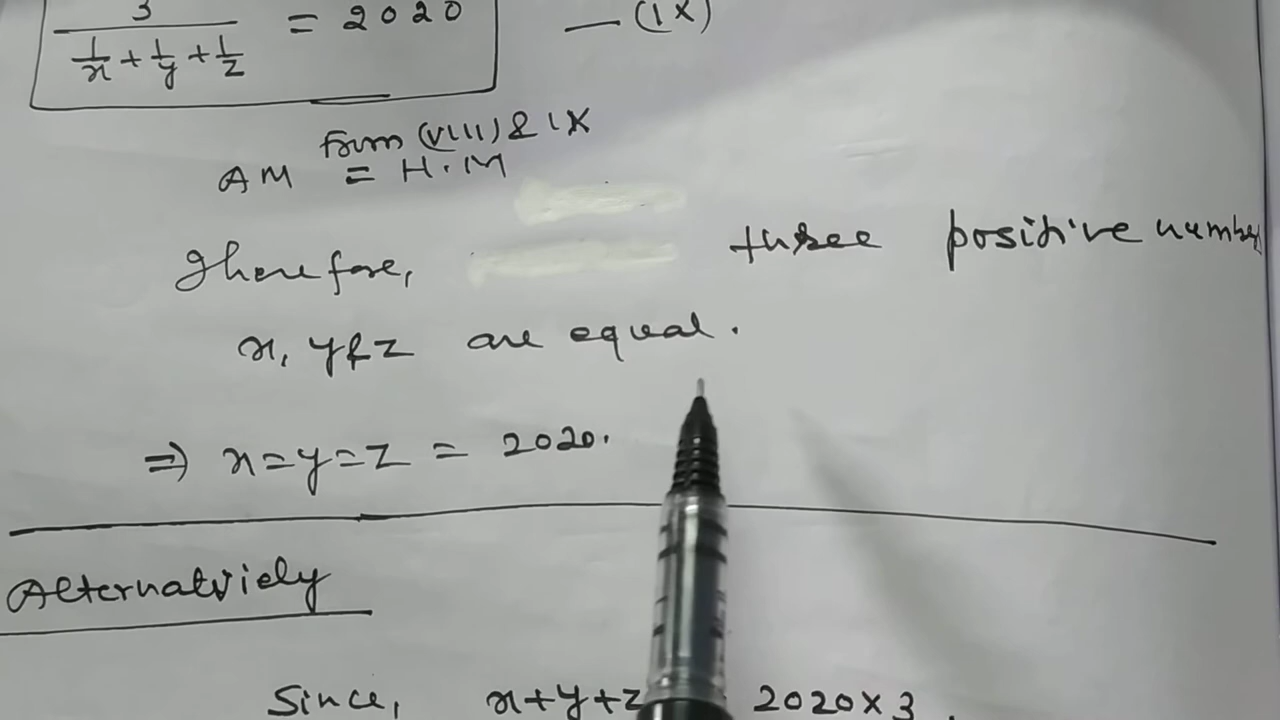 3 / (1/x + 1/y + 1/z) = 2020 — (IX)
From (VIII) & IX
AM = H.M
Therefore, three positive number
x, y & z are equal.
⇒ x=y=z = 2020.
Alternatviely
Since, x+y+z 2020×3.